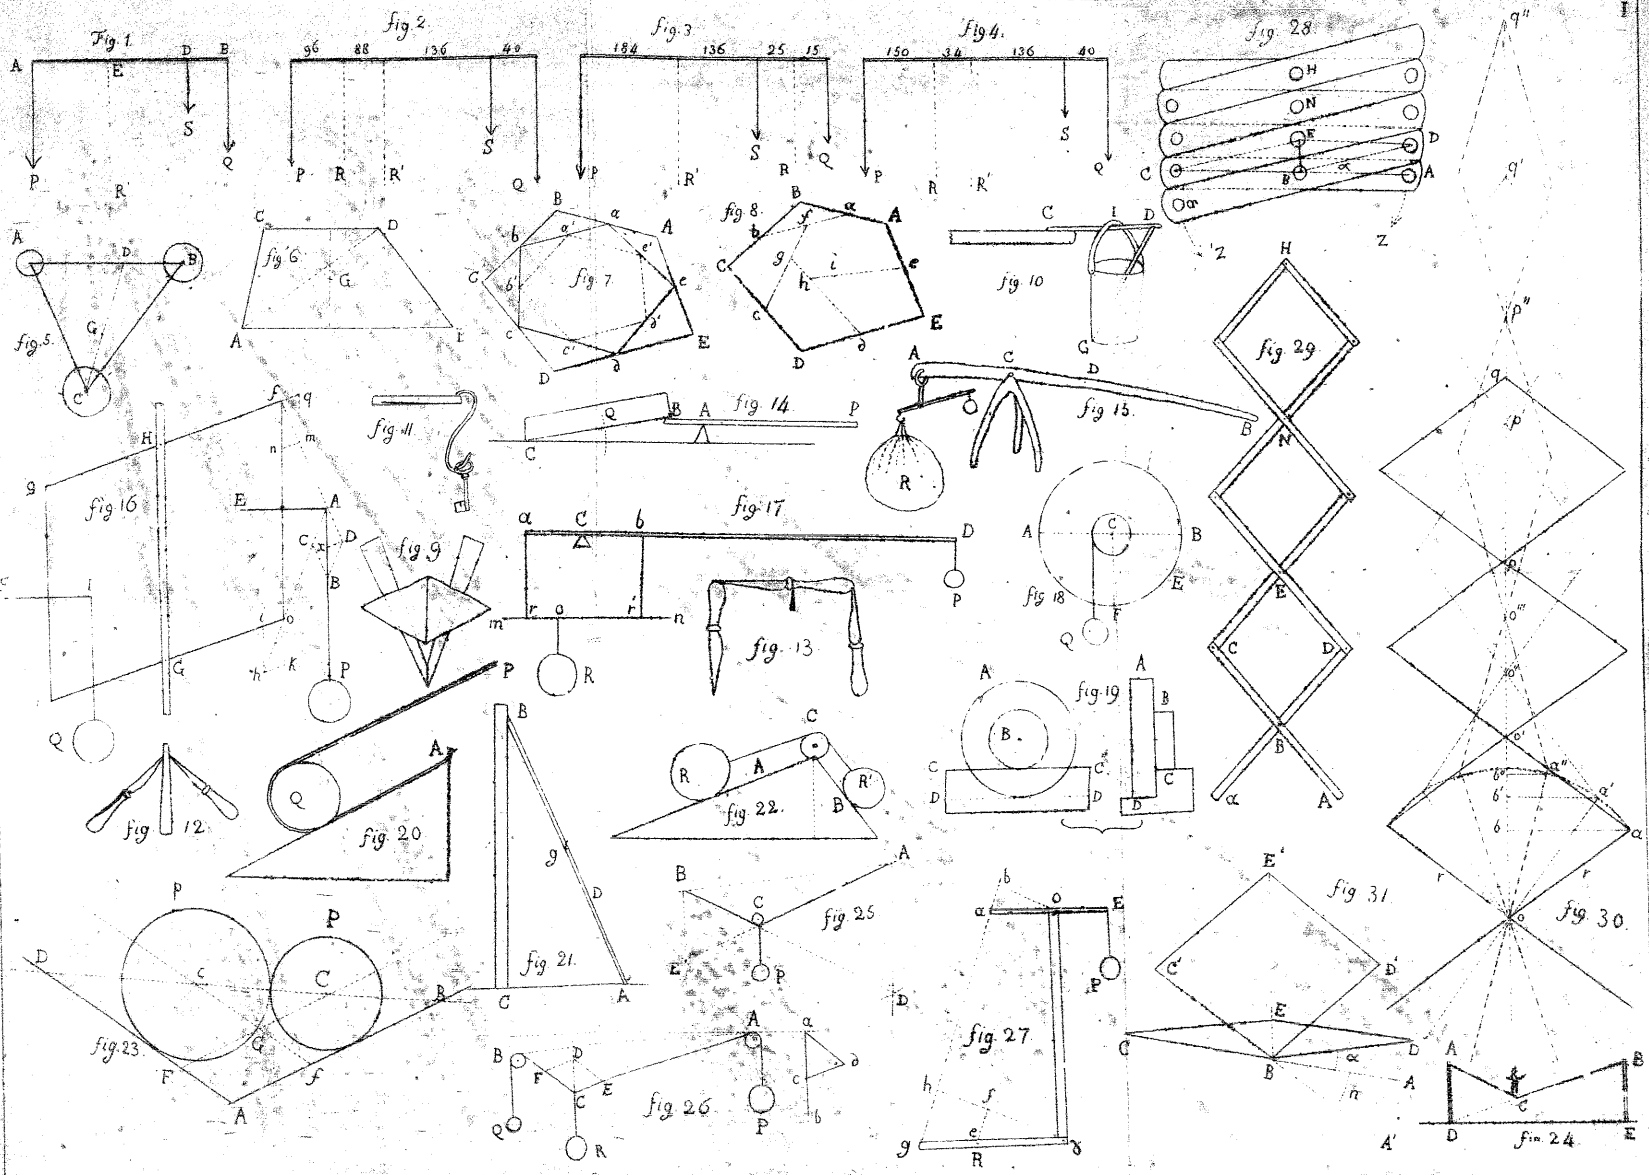 Fig. 1.
A E D B
P R' S Q
fig. 2.
96 88 136 40
P R R' S Q
fig. 3
184 136 25 15
P R' S R Q
fig. 4.
150 34 136 40
P R R' S Q
fig. 28.
H
N
E D
C B α A
a
'Z Z
I
q''
q'
p''
q
p'
A D B
G
fig. 5.
C
C D
fig 6
G
A
B a A
b a' e'
C b' fig 7 e
c c' d'
D d E
fig 8. B a A
b f
C g i e
h
c E
D d
C I D
fig. 10
G
H
fig. 29
N
E
C D
B
a A
fig. 11
Q B A fig. 14. P
C
A C D
fig 15.
B
R
f q
H n m
g
fig 16
E A
C x D
B
i o
h k
G P
Q
fig 9
fig 17
a C b D
m r o r' n
R P
fig. 13
C
A B
E
fig 18
F
Q
fig. 12
P
A
Q
fig 20
B
g
D
fig 21.
C A
C
R A R'
B
fig 22.
A
B
C C
D D
fig. 19
A
B
C
D
p P
D C C
B
fig. 23.
G
F f
A
B A
C
fig 25
E P
B D A a
F E d
C C
Q R fig 26 P b
b
a O E
P
D
fig. 27
h f
g e d
R
E'
fig. 31.
C' D'
E
C D
B α A
n
o'''
o''
o'
b'' a''
b' a'
b a
r r
o
fig. 30.
A B
C
A' D E
fig. 24.